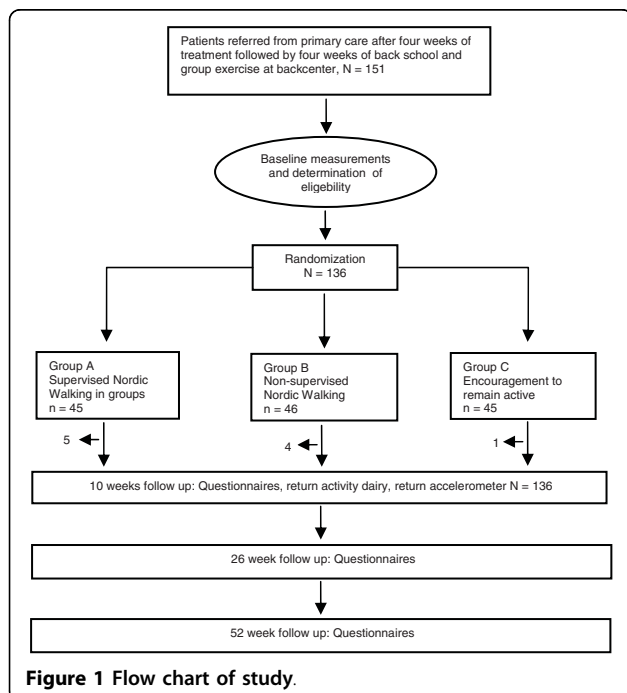 Patients referred from primary care after four weeks of
treatment followed by four weeks of back school and
group exercise at backcenter, N = 151
Baseline measurements
and determination of
eligebility
Randomization
N = 136
Group A
Supervised Nordic
Walking in groups
n = 45
Group B
Non-supervised
Nordic Walking
n = 46
Group C
Encouragement to
remain active
n = 45
5
4
1
10 weeks follow up: Questionnaires, return activity dairy, return accelerometer N = 136
26 week follow up: Questionnaires
52 week follow up: Questionnaires
Figure 1 Flow chart of study.